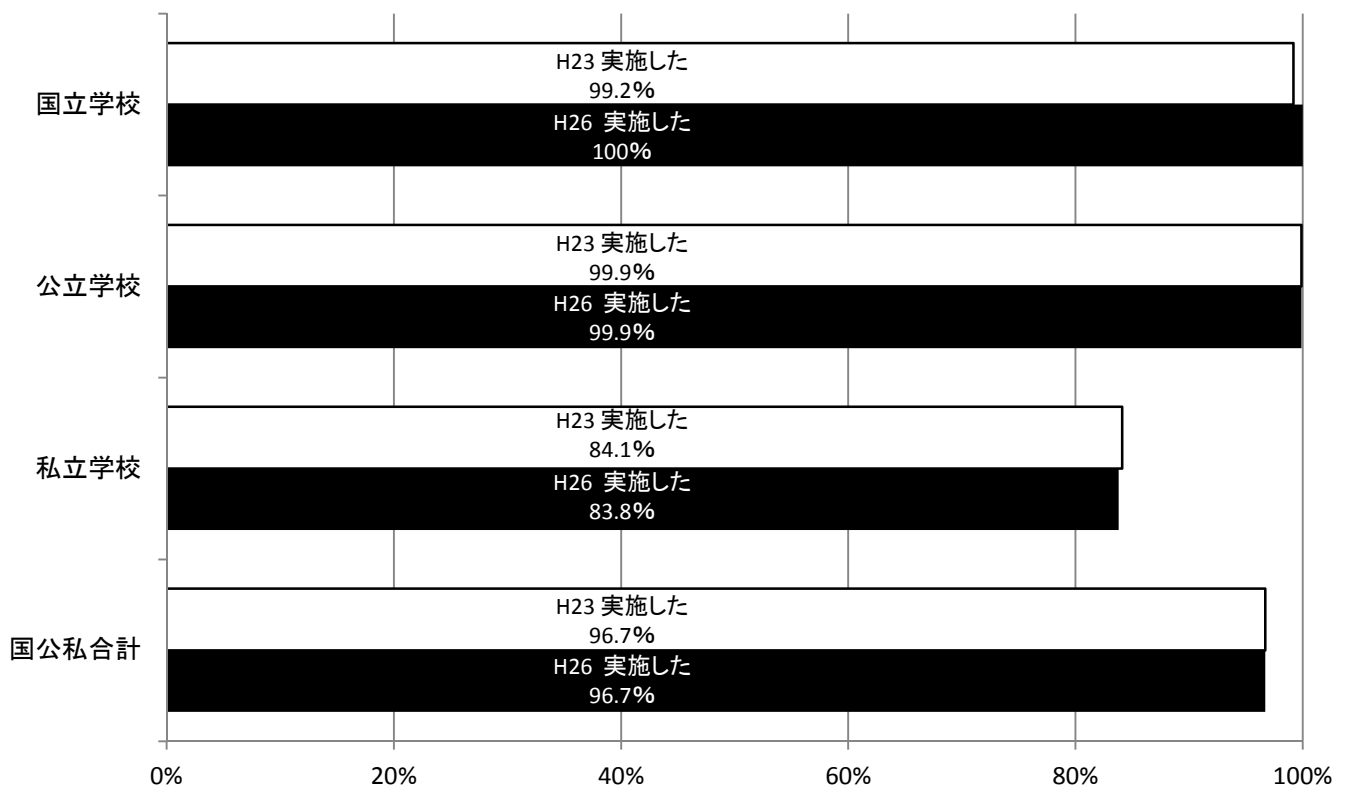 国立学校
H23 実施した
99.2%
H26 実施した
100%
公立学校
H23 実施した
99.9%
H26 実施した
99.9%
私立学校
H23 実施した
84.1%
H26 実施した
83.8%
国公私合計
H23 実施した
96.7%
H26 実施した
96.7%
0% 20% 40% 60% 80% 100%